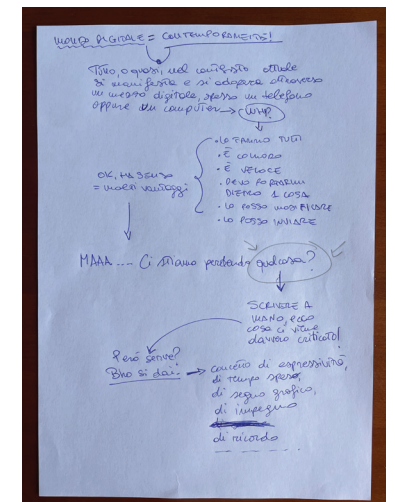 MONDO DIGITALE = CONTEMPORANEITÀ!
Tutto, o quasi, nel contesto attuale
si manifesta e si adopera attraverso
un mezzo digitale, spesso un telefono
oppure un computer → WHY?
• LO FANNO TUTTI
• È COMODO
• È VELOCE
• DEVO PORTARMI
DIETRO 1 COSA
• LO POSSO MODIFICARE
• LO POSSO INVIARE
OK, HA SENSO
= molti vantaggi
MAAA .... Ci stiamo perdendo qualcosa?
SCRIVERE A
MANO, ecco
cosa ci viene
davvero criticato!
Però serve?
Bho si dai. → concetto di espressività,
di tempo speso,
di segno grafico,
di impegno
di ricordo